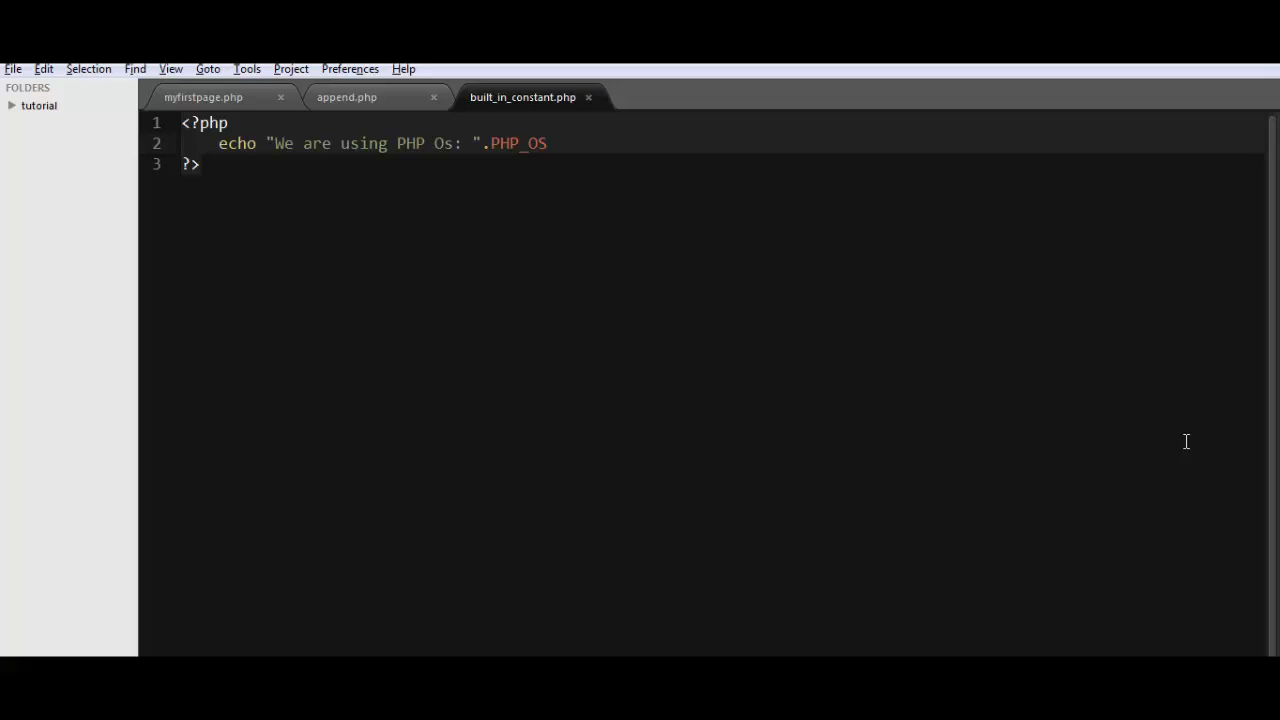 File Edit Selection Find View Goto Tools Project Preferences Help
FOLDERS
tutorial
myfirstpage.php × append.php × built_in_constant.php ×
1 <?php
2 echo "We are using PHP Os: ".PHP_OS
3 ?>